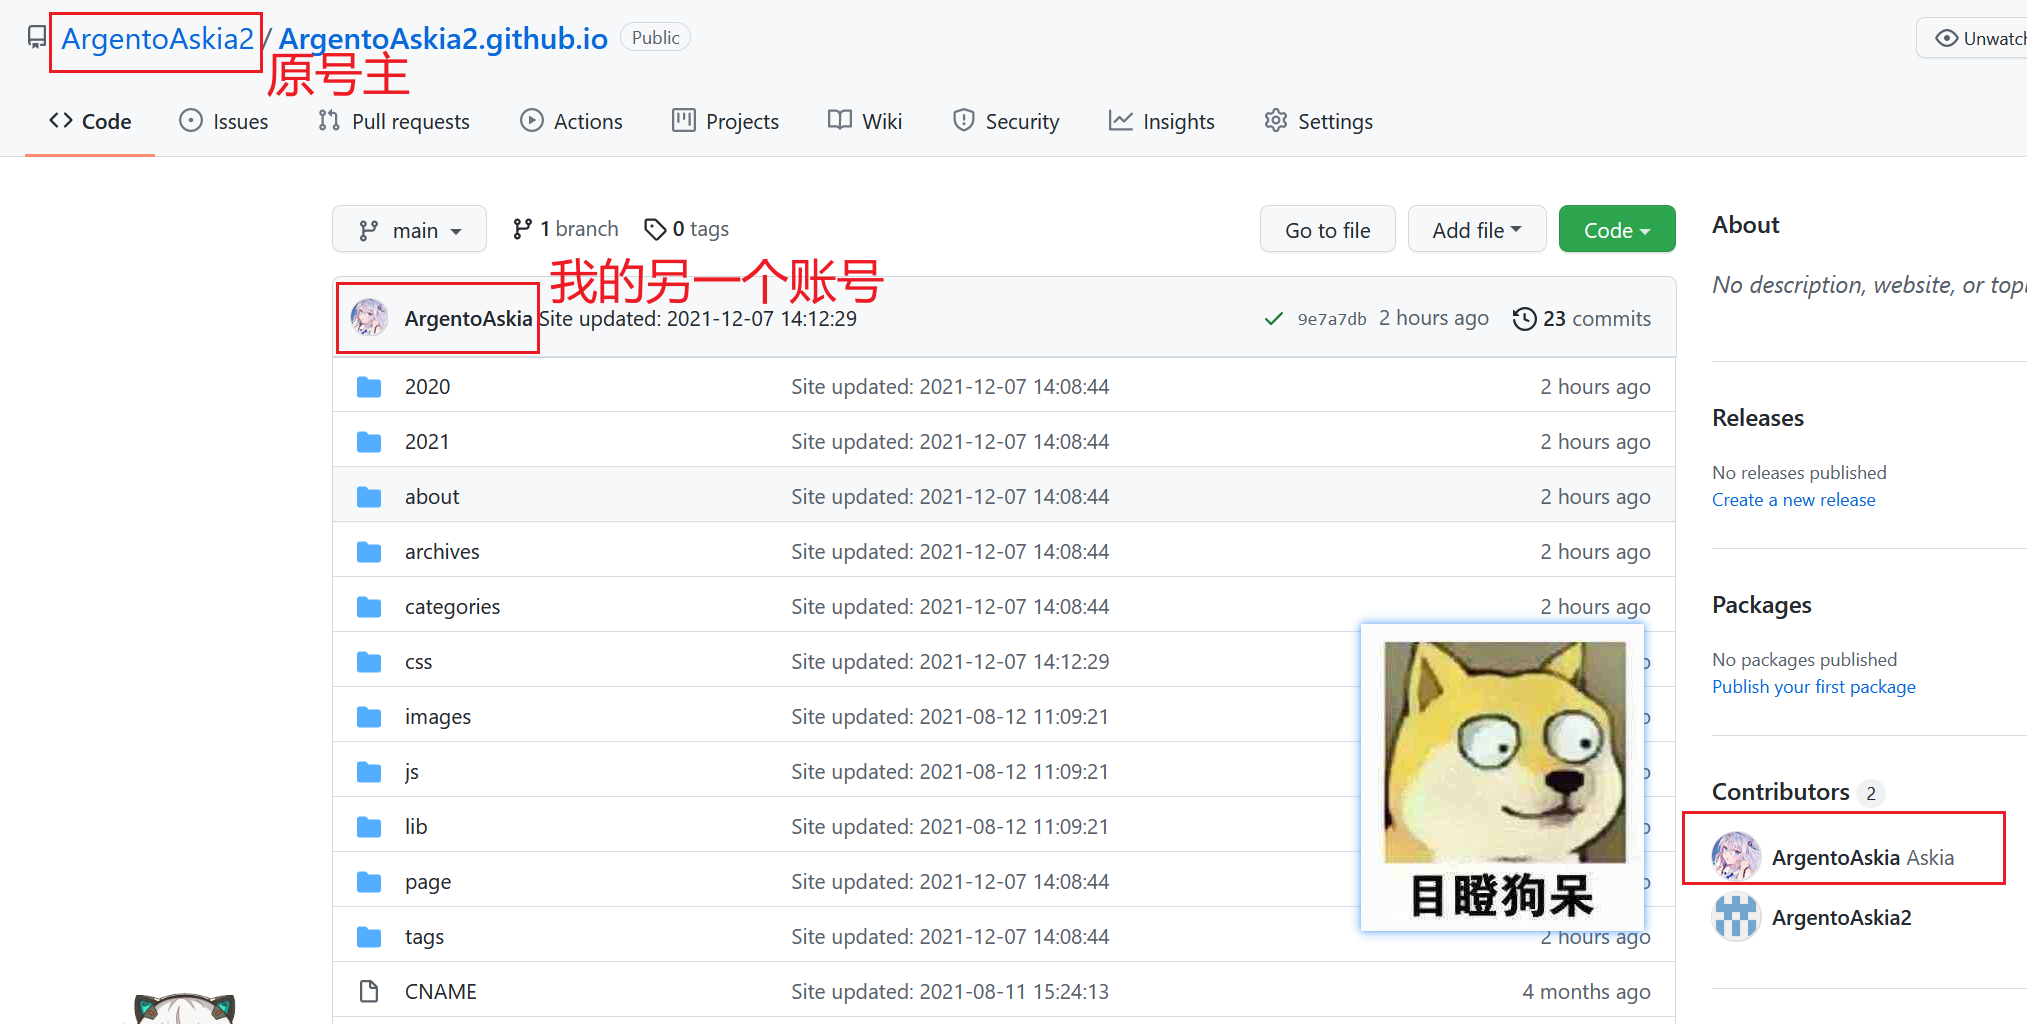 ArgentoAskia2 / ArgentoAskia2.github.io Public
Unwatch
原号主
Code Issues Pull requests Actions Projects Wiki Security Insights Settings
main 1 branch 0 tags Go to file Add file Code
我的另一个账号
ArgentoAskia Site updated: 2021-12-07 14:12:29 9e7a7db 2 hours ago 23 commits
2020 Site updated: 2021-12-07 14:08:44 2 hours ago
2021 Site updated: 2021-12-07 14:08:44 2 hours ago
about Site updated: 2021-12-07 14:08:44 2 hours ago
archives Site updated: 2021-12-07 14:08:44 2 hours ago
categories Site updated: 2021-12-07 14:08:44 2 hours ago
css Site updated: 2021-12-07 14:12:29
images Site updated: 2021-08-12 11:09:21
js Site updated: 2021-08-12 11:09:21
lib Site updated: 2021-08-12 11:09:21
page Site updated: 2021-12-07 14:08:44
tags Site updated: 2021-12-07 14:08:44 2 hours ago
CNAME Site updated: 2021-08-11 15:24:13 4 months ago
目瞪狗呆
About
No description, website, or
Releases
No releases published
Create a new release
Packages
No packages published
Publish your first package
Contributors 2
ArgentoAskia Askia
ArgentoAskia2